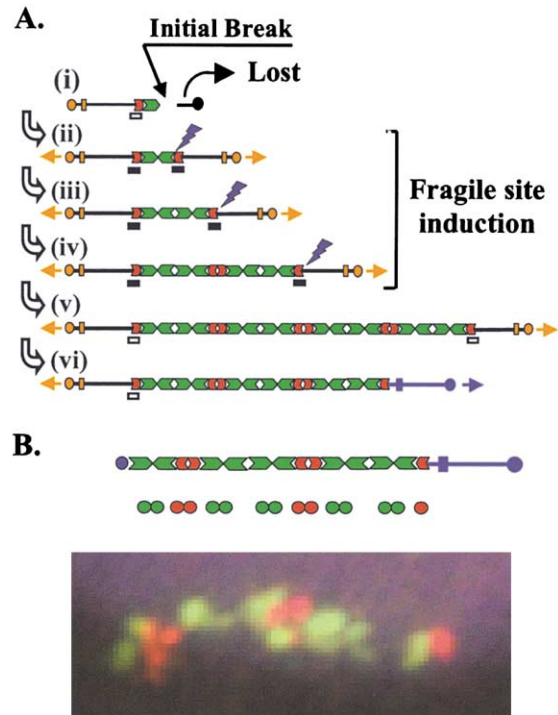 A.
Initial Break
(i)
Lost
(ii)
(iii)
Fragile site
induction
(iv)
(v)
(vi)
B.